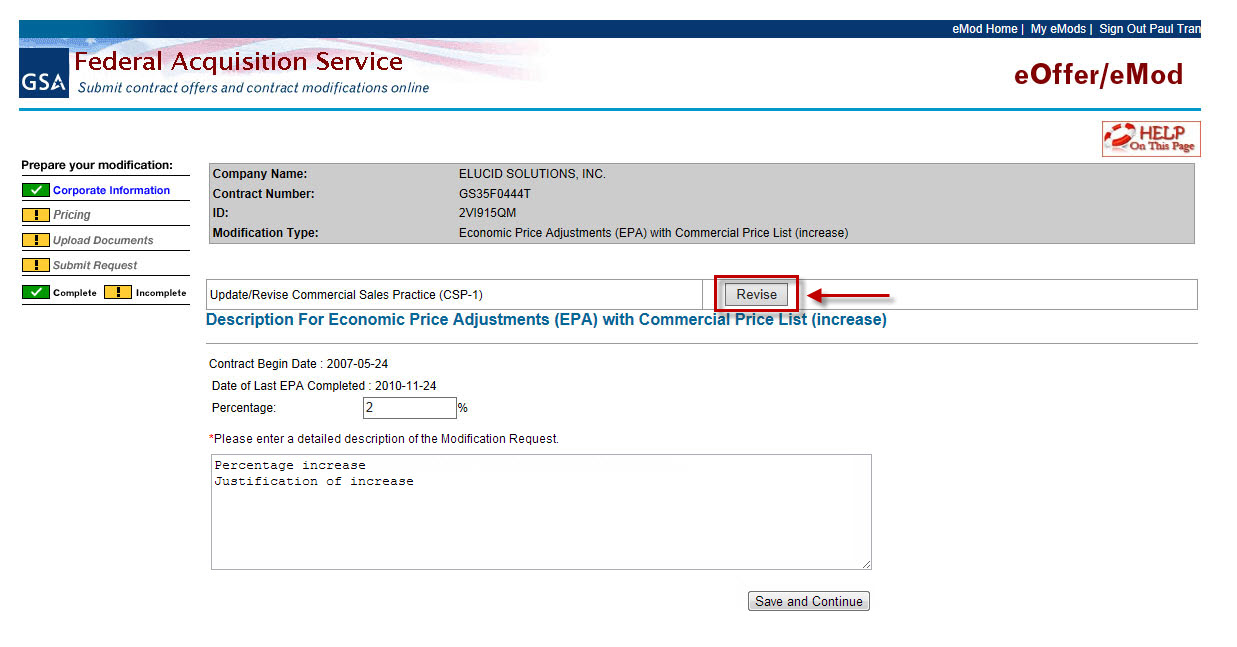 eMod Home | My eMods | Sign Out Paul Tran
GSA
Federal Acquisition Service
Submit contract offers and contract modifications online
eOffer/eMod
HELP
On This Page
Prepare your modification:
Corporate Information
Pricing
Upload Documents
Submit Request
Complete Incomplete
Company Name: ELUCID SOLUTIONS, INC.
Contract Number: GS35F0444T
ID: 2VI915QM
Modification Type: Economic Price Adjustments (EPA) with Commercial Price List (increase)
Update/Revise Commercial Sales Practice (CSP-1) Revise
Description For Economic Price Adjustments (EPA) with Commercial Price List (increase)
Contract Begin Date : 2007-05-24
Date of Last EPA Completed : 2010-11-24
Percentage: 2 %
*Please enter a detailed description of the Modification Request.
Percentage increase
Justification of increase
Save and Continue